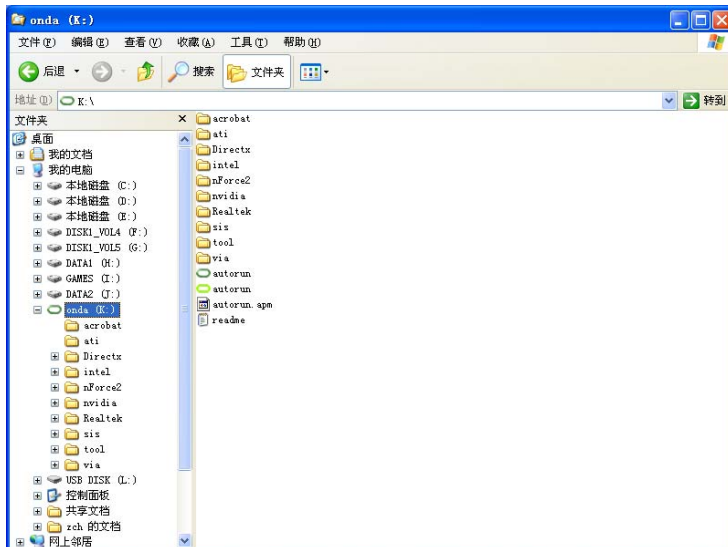 onda (K:)
文件(F) 编辑(E) 查看(V) 收藏(A) 工具(T) 帮助(H)
后退 搜索 文件夹
地址(D) K:\ 转到
文件夹
桌面
我的文档
我的电脑
本地磁盘 (C:)
本地磁盘 (D:)
本地磁盘 (E:)
DISK1_VOL4 (F:)
DISK1_VOL5 (G:)
DATA1 (H:)
GAMES (I:)
DATA2 (J:)
onda (K:)
acrobat
ati
Directx
intel
nForce2
nvidia
Realtek
sis
tool
via
USB DISK (L:)
控制面板
共享文档
zch 的文档
网上邻居
acrobat
ati
Directx
intel
nForce2
nvidia
Realtek
sis
tool
via
autorun
autorun
autorun.apm
readme